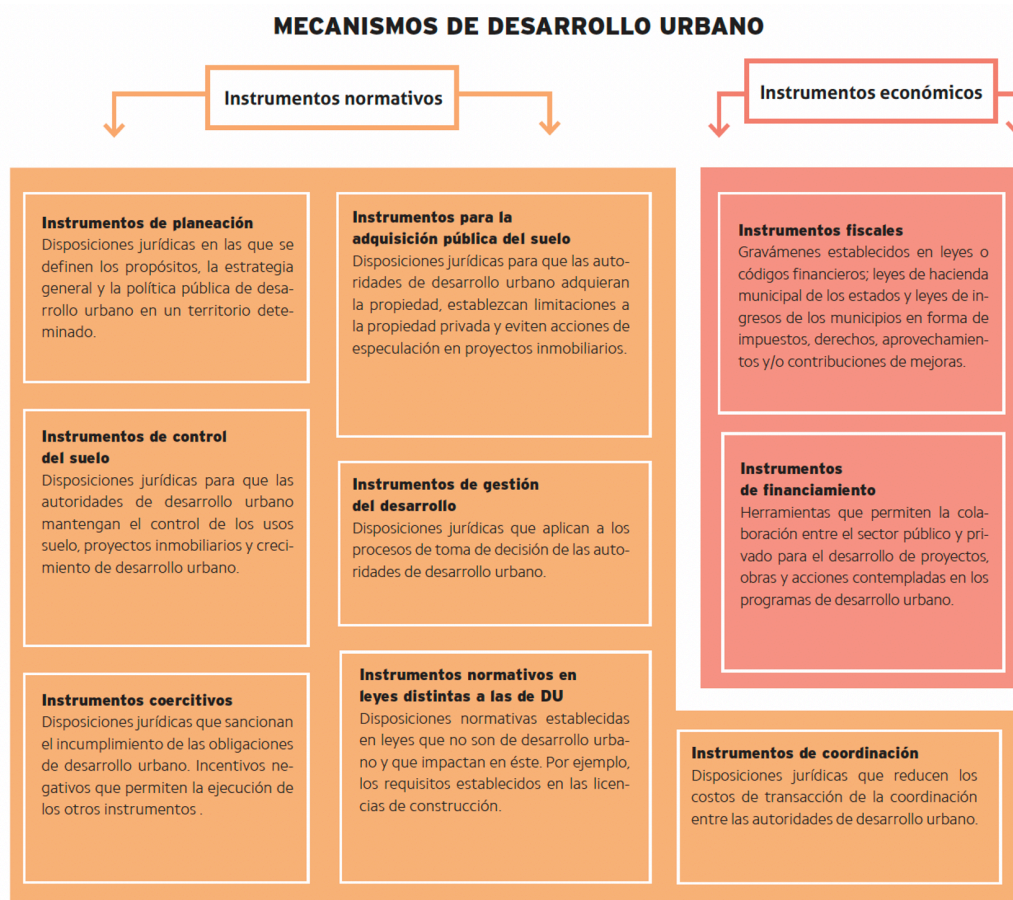 MECANISMOS DE DESARROLLO URBANO
Instrumentos normativos
Instrumentos económicos
Instrumentos de planeación
Disposiciones jurídicas en las que se
definen los propósitos, la estrategia
general y la política pública de desa-
rrollo urbano en un territorio deter-
minado.
Instrumentos de control
del suelo
Disposiciones jurídicas para que las
autoridades de desarrollo urbano
mantengan el control de los usos
suelo, proyectos inmobiliarios y creci-
miento de desarrollo urbano.
Instrumentos coercitivos
Disposiciones jurídicas que sancionan
el incumplimiento de las obligaciones
de desarrollo urbano. Incentivos ne-
gativos que permiten la ejecución de
los otros instrumentos .
Instrumentos para la
adquisición pública del suelo
Disposiciones jurídicas para que las auto-
ridades de desarrollo urbano adquieran
la propiedad, establezcan limitaciones a
la propiedad privada y eviten acciones de
especulación en proyectos inmobiliarios.
Instrumentos de gestión
del desarrollo
Disposiciones jurídicas que aplican a los
procesos de toma de decisión de las auto-
ridades de desarrollo urbano.
Instrumentos normativos en
leyes distintas a las de DU
Disposiciones normativas establecidas
en leyes que no son de desarrollo urba-
no y que impactan en éste. Por ejemplo,
los requisitos establecidos en las licen-
cias de construcción.
Instrumentos fiscales
Gravámenes establecidos en leyes o
códigos financieros; leyes de hacienda
municipal de los estados y leyes de in-
gresos de los municipios en forma de
impuestos, derechos, aprovechamien-
tos y/o contribuciones de mejoras.
Instrumentos
de financiamiento
Herramientas que permiten la cola-
boración entre el sector público y pri-
vado para el desarrollo de proyectos,
obras y acciones contempladas en los
programas de desarrollo urbano.
Instrumentos de coordinación
Disposiciones jurídicas que reducen los
costos de transacción de la coordinación
entre las autoridades de desarrollo urbano.